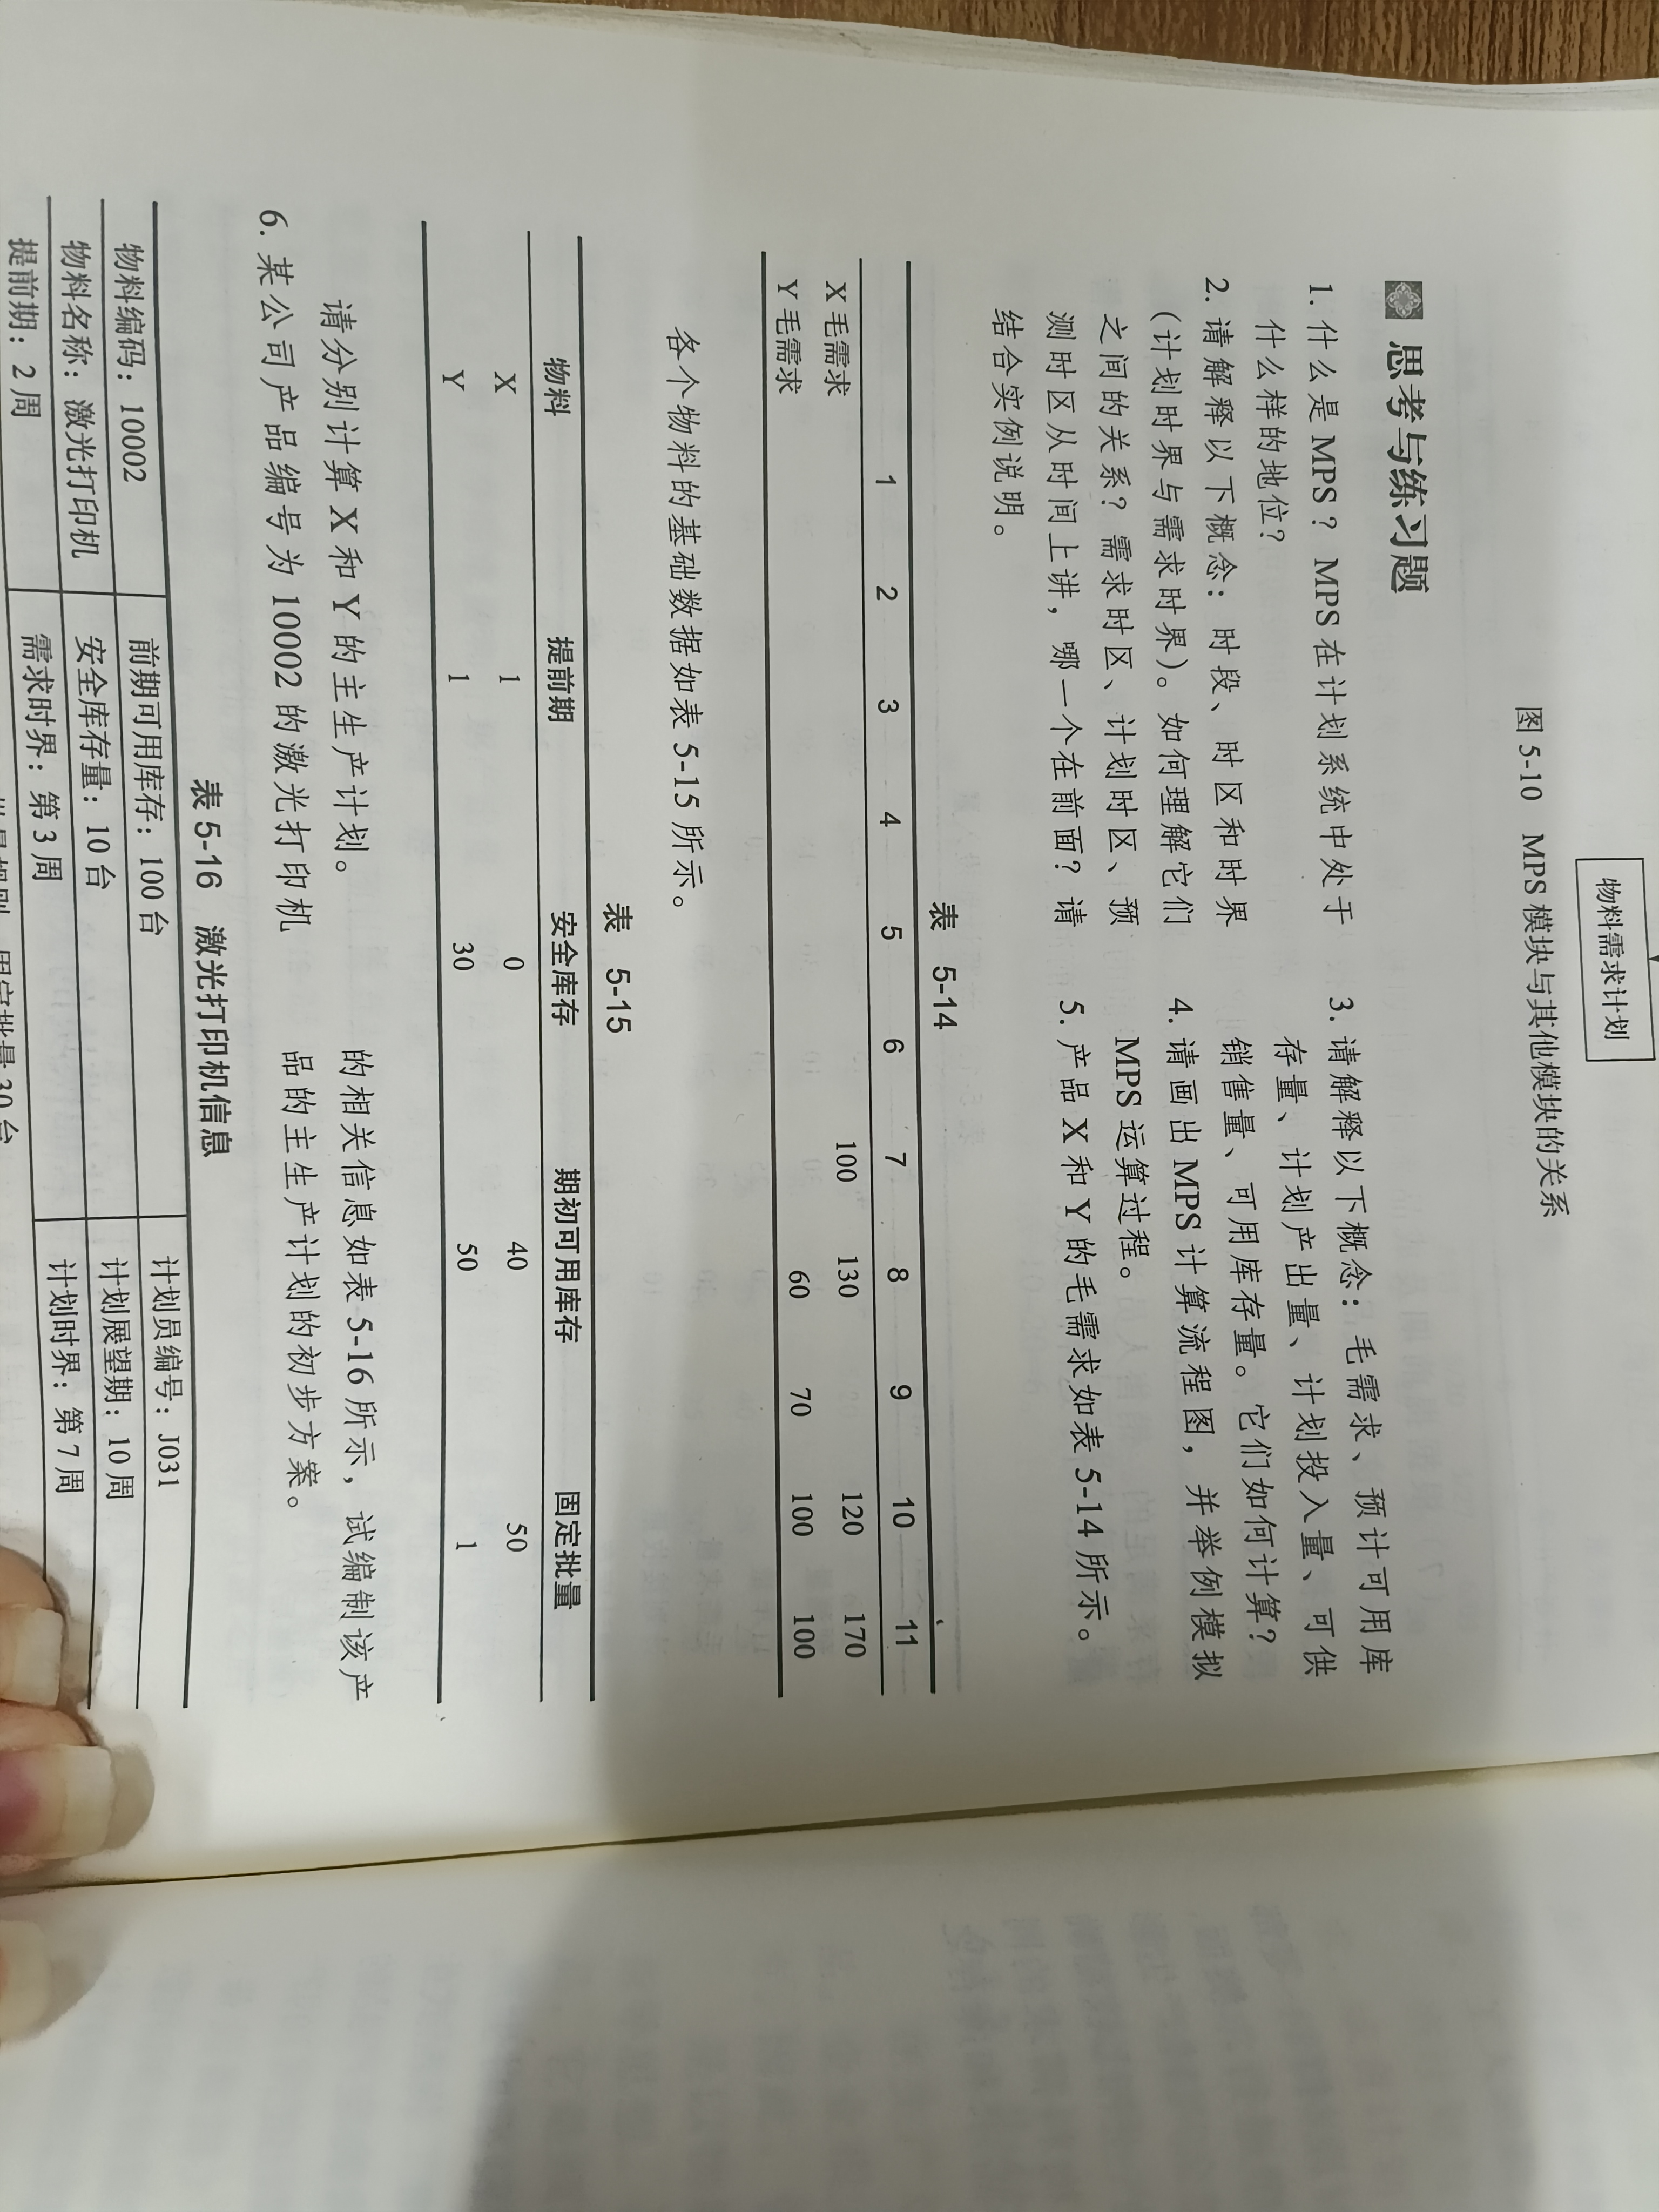 物料需求计划
图 5-10 MPS 模块与其他模块的关系
思考与练习题
1. 什么是 MPS？MPS 在计划系统中处于
什么样的地位？
2. 请解释以下概念：时段、时区和时界
（计划时界与需求时界）。如何理解它们
之间的关系？需求时区、计划时区、预
测时区从时间上讲，哪一个在前面？请
结合实例说明。
3. 请解释以下概念：毛需求、预计可用库
存量、计划产出量、计划投入量、可供
销售量、可用库存量。它们如何计算？
4. 请画出 MPS 计算流程图，并举例模拟
MPS 运算过程。
5. 产品 X 和 Y 的毛需求如表 5-14 所示。
表 5-14
1 2 3 4 5 6 7 8 9 10 11
X 毛需求 100 130 120 170
Y 毛需求 60 70 100 100
各个物料的基础数据如表 5-15 所示。
表 5-15
物料 提前期 安全库存 期初可用库存 固定批量
X 1 0 40 50
Y 1 30 50 1
请分别计算 X 和 Y 的主生产计划。
6. 某公司产品编号为 10002 的激光打印机
的相关信息如表 5-16 所示，试编制该产
品的主生产计划的初步方案。
表 5-16 激光打印机信息
物料编码：10002 前期可用库存：100 台 计划员编号：J031
物料名称：激光打印机 安全库存量：10 台 计划展望期：10 周
提前期：2 周 需求时界：第 3 周 计划时界：第 7 周
固定批量 30 台